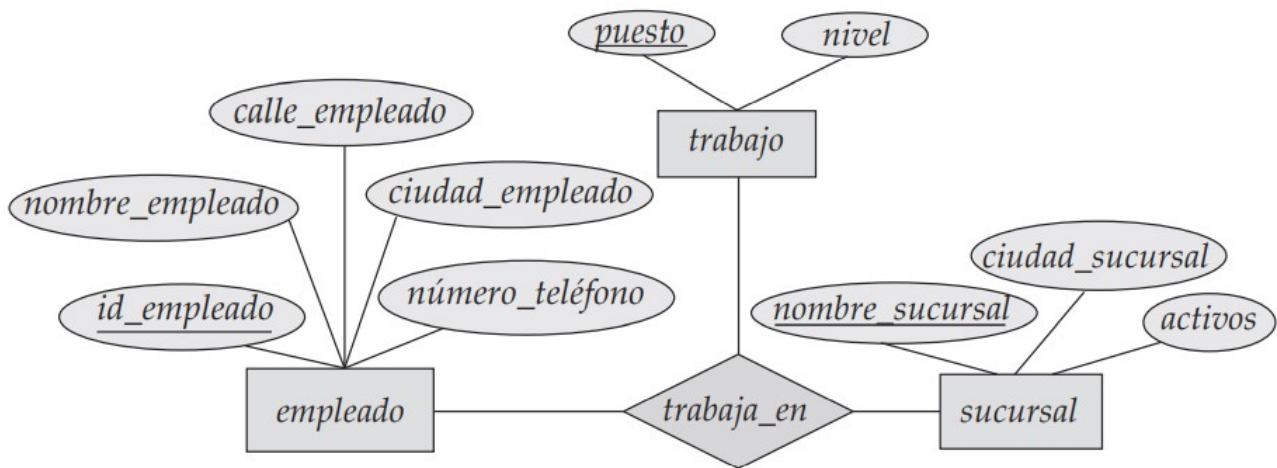 puesto
nivel
calle_empleado
trabajo
nombre_empleado
ciudad_empleado
ciudad_sucursal
id_empleado
número_teléfono
nombre_sucursal
activos
empleado
trabaja_en
sucursal